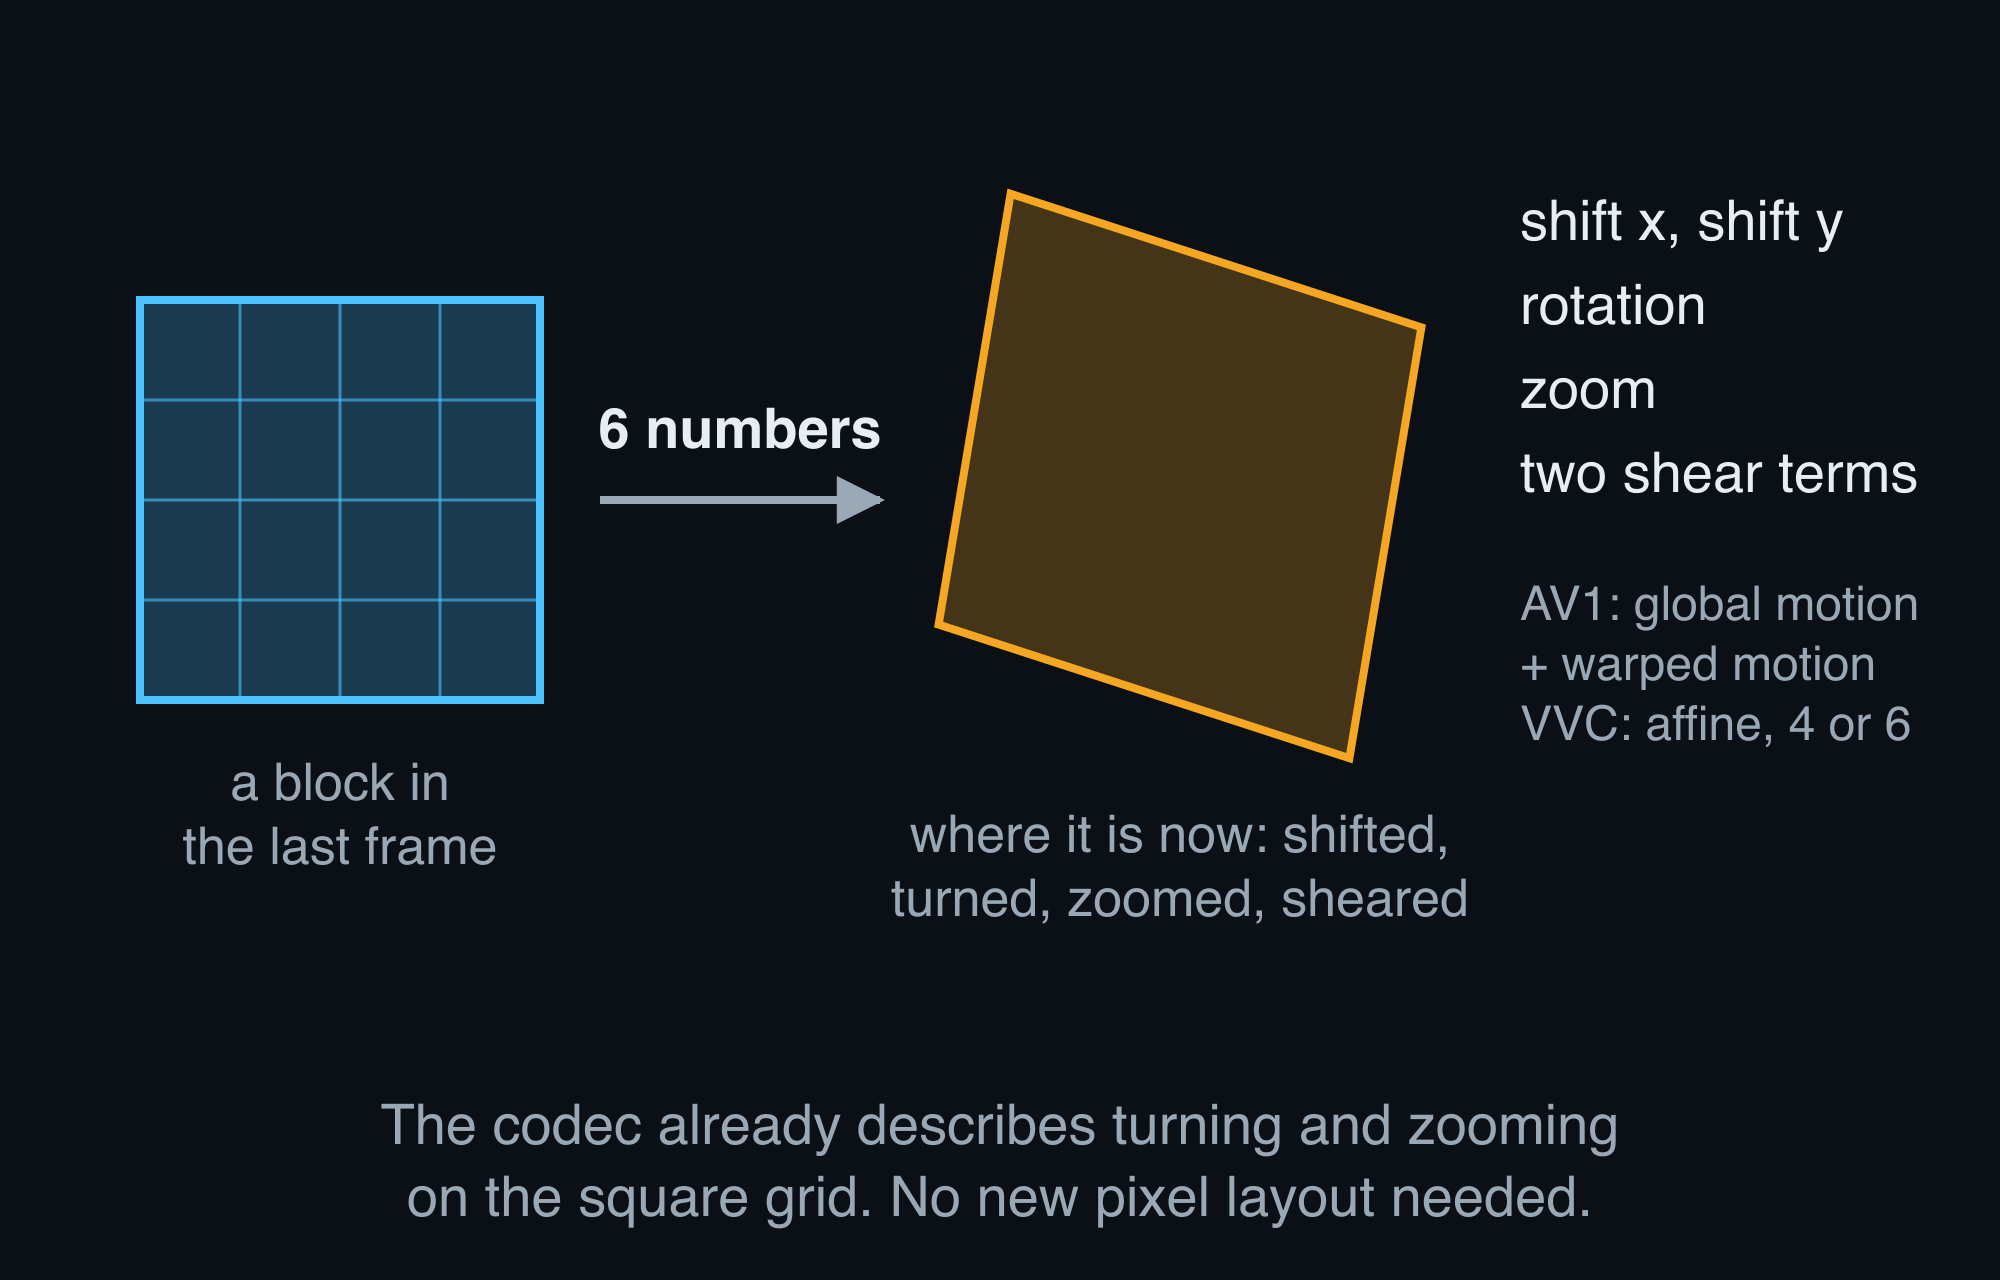 6 numbers
a block in
the last frame
where it is now: shifted,
turned, zoomed, sheared
shift x, shift y
rotation
zoom
two shear terms
AV1: global motion
+ warped motion
VVC: affine, 4 or 6
The codec already describes turning and zooming
on the square grid. No new pixel layout needed.